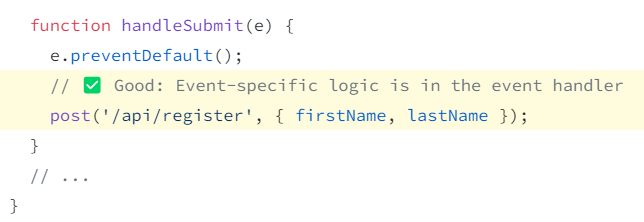 function handleSubmit(e) {
e.preventDefault();
// ✅ Good: Event-specific logic is in the event handler
post('/api/register', { firstName, lastName });
}
// ...
}